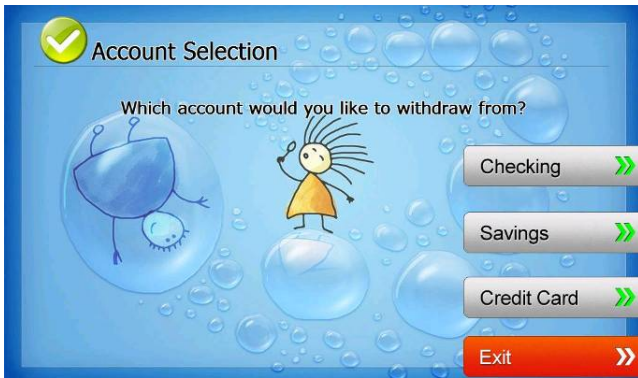 Account Selection
Which account would you like to withdraw from?
Checking
Savings
Credit Card
Exit